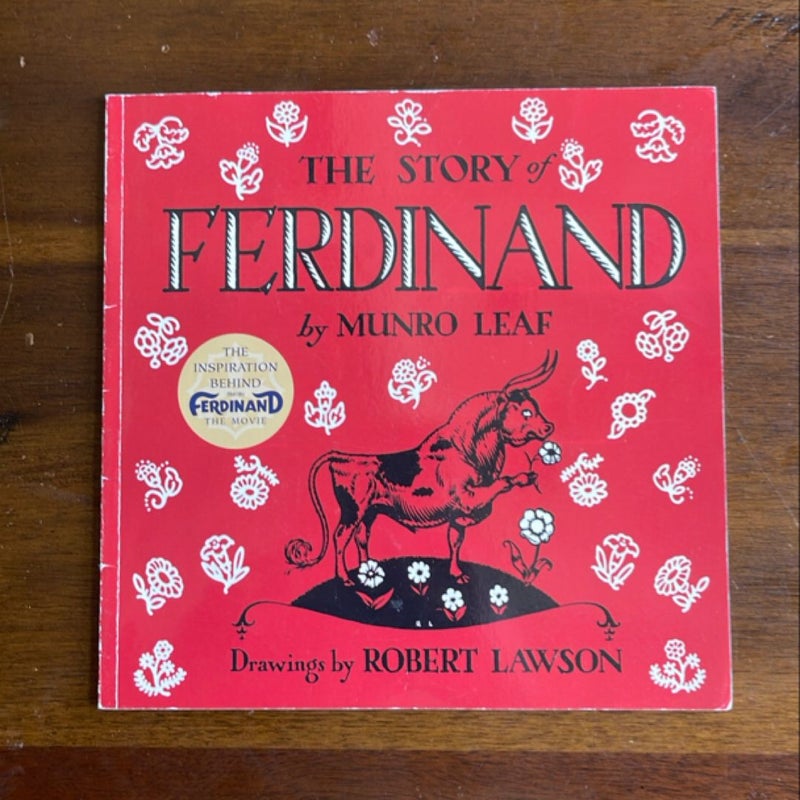 THE STORY of
FERDINAND
by MUNRO LEAF
THE
INSPIRATION
BEHIND
FERDINAND
THE MOVIE
R. L.
Drawings by ROBERT LAWSON